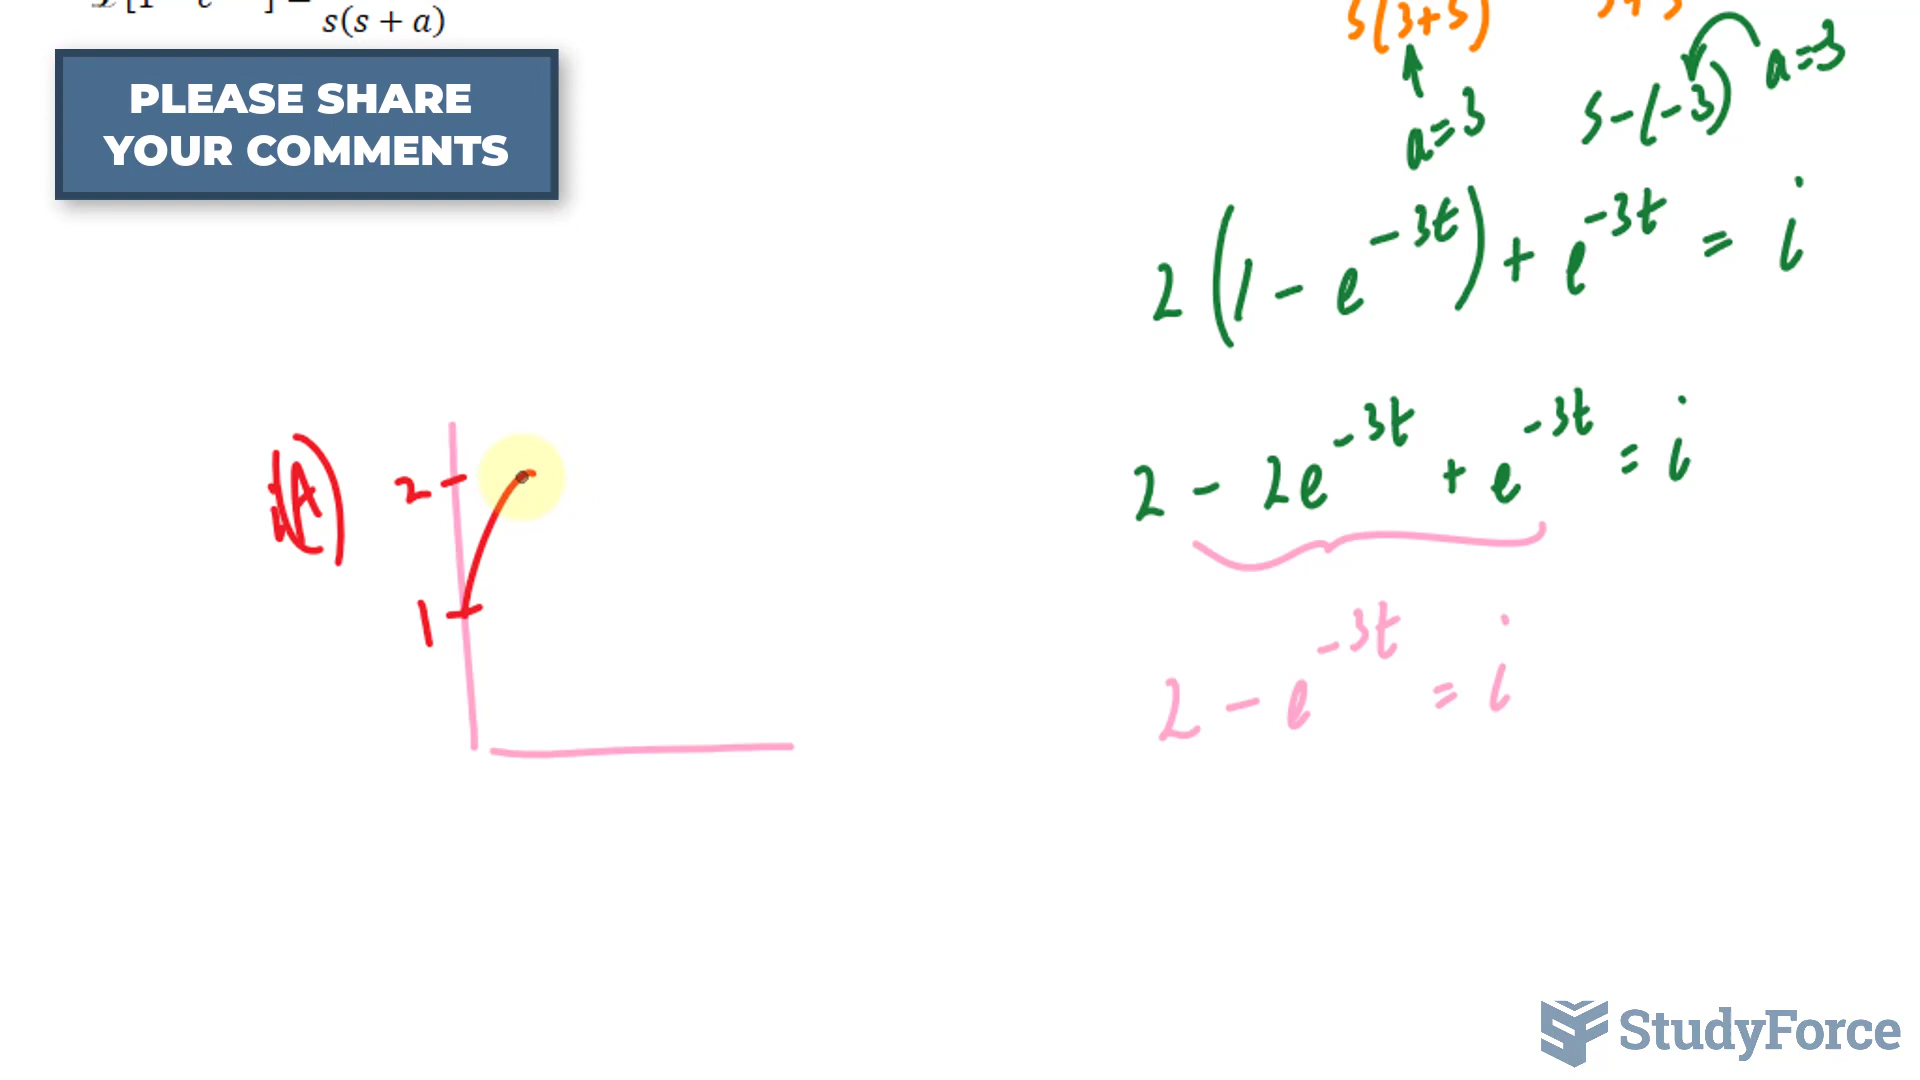 s(s + a)
PLEASE SHARE
YOUR COMMENTS
s(3+s)
a=3
s-(-3)
a=3
2(1 - e^{-3t}) + e^{-3t} = i
2 - 2e^{-3t} + e^{-3t} = i
2 - e^{-3t} = i
i(A)
2
1
StudyForce